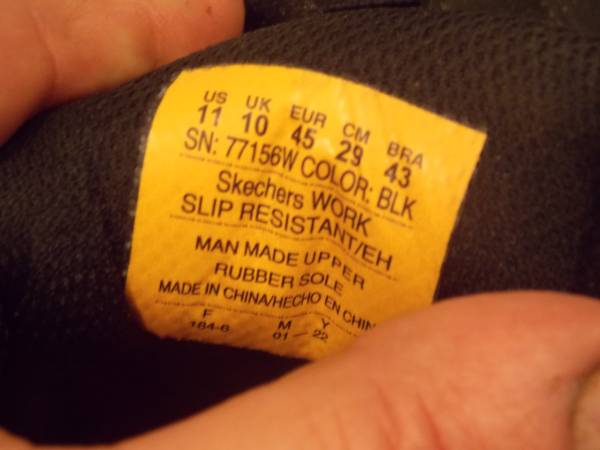 US UK EUR CM BRA
11 10 45 29 43
SN: 77156W COLOR: BLK
Skechers WORK
SLIP RESISTANT/EH
MAN MADE UPPER
RUBBER SOLE
MADE IN CHINA/HECHO EN CHIN
F M Y
164-6 01 — 22